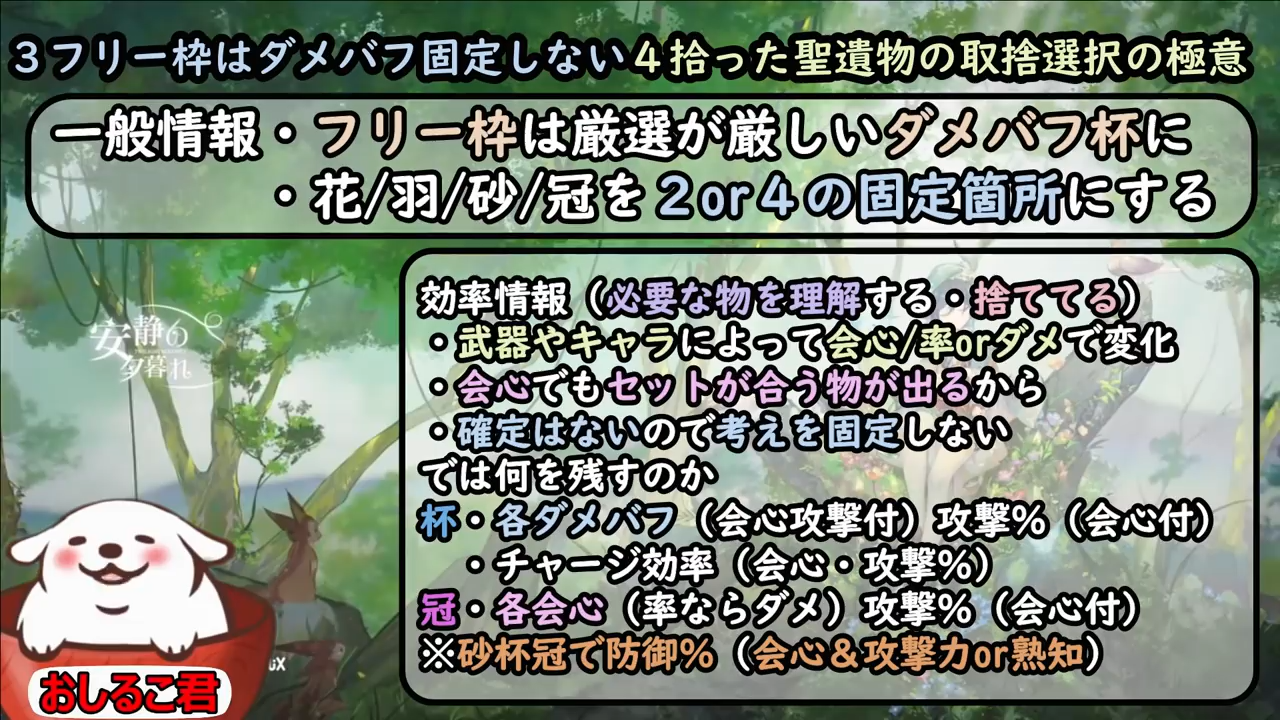 ３フリー枠はダメバフ固定しない４拾った聖遺物の取捨選択の極意
一般情報・フリー枠は厳選が厳しいダメバフ杯に
・花/羽/砂/冠を２or４の固定箇所にする
効率情報（必要な物を理解する・捨ててる）
・武器やキャラによって会心/率orダメで変化
・会心でもセットが合う物が出るから
・確定はないので考えを固定しない
では何を残すのか
杯・各ダメバフ（会心攻撃付）攻撃％（会心付）
・チャージ効率（会心・攻撃％）
冠・各会心（率ならダメ）攻撃％（会心付）
※砂杯冠で防御％（会心＆攻撃力or熟知）
安静の
夕暮れ
おしるこ君